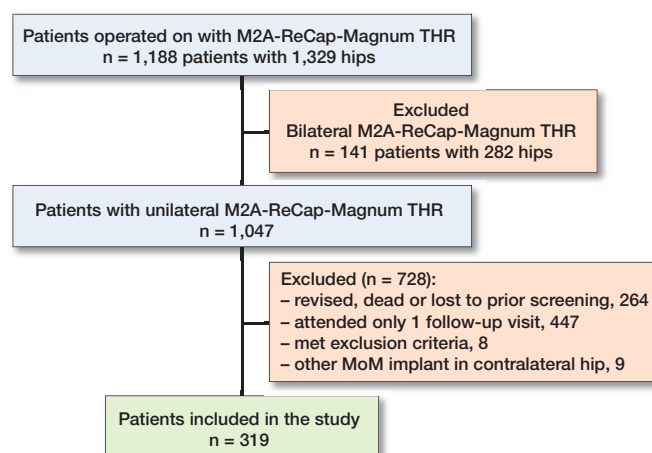 Patients operated on with M2A-ReCap-Magnum THR
n = 1,188 patients with 1,329 hips
Excluded
Bilateral M2A-ReCap-Magnum THR
n = 141 patients with 282 hips
Patients with unilateral M2A-ReCap-Magnum THR
n = 1,047
Excluded (n = 728):
– revised, dead or lost to prior screening, 264
– attended only 1 follow-up visit, 447
– met exclusion criteria, 8
– other MoM implant in contralateral hip, 9
Patients included in the study
n = 319